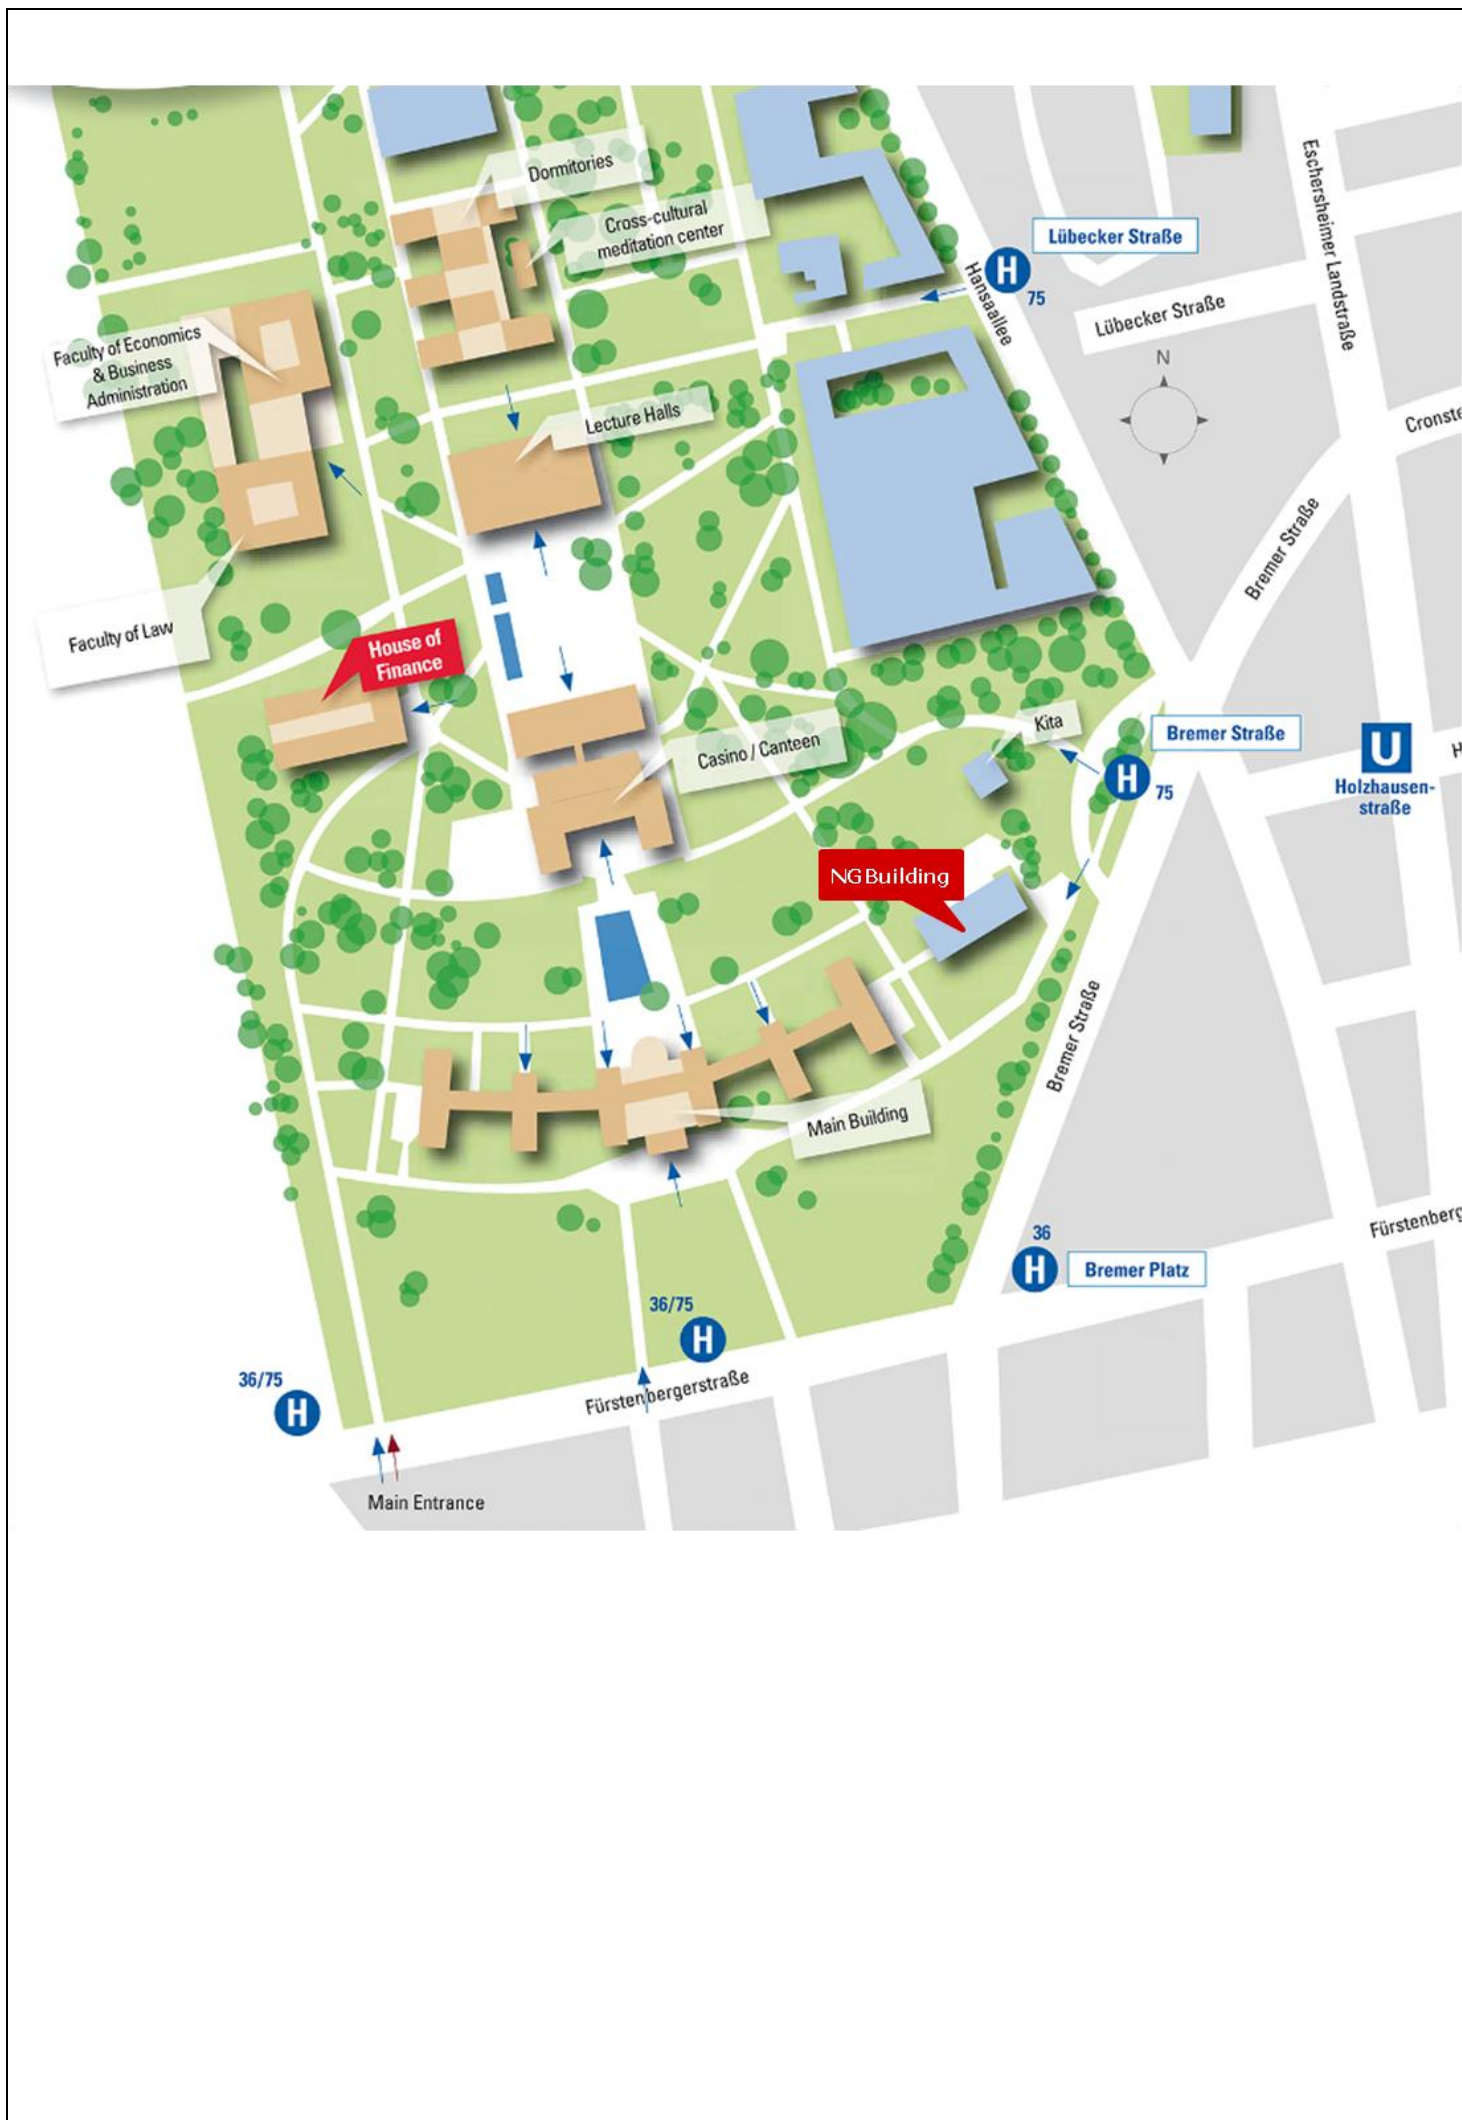 Dormitories
Cross-cultural
meditation center
Eschersheimer Landstraße
Lübecker Straße
H
75
Hansaallee
Lübecker Straße
Faculty of Economics
& Business
Administration
N
Lecture Halls
Cronste
Bremer Straße
Faculty of Law
House of
Finance
Casino / Canteen
Kita
Bremer Straße
H
75
U
Holzhausen-
straße
H
NG Building
Bremer Straße
Main Building
36
H
Bremer Platz
Fürstenberg
36/75
H
Fürstenbergerstraße
36/75
H
Main Entrance